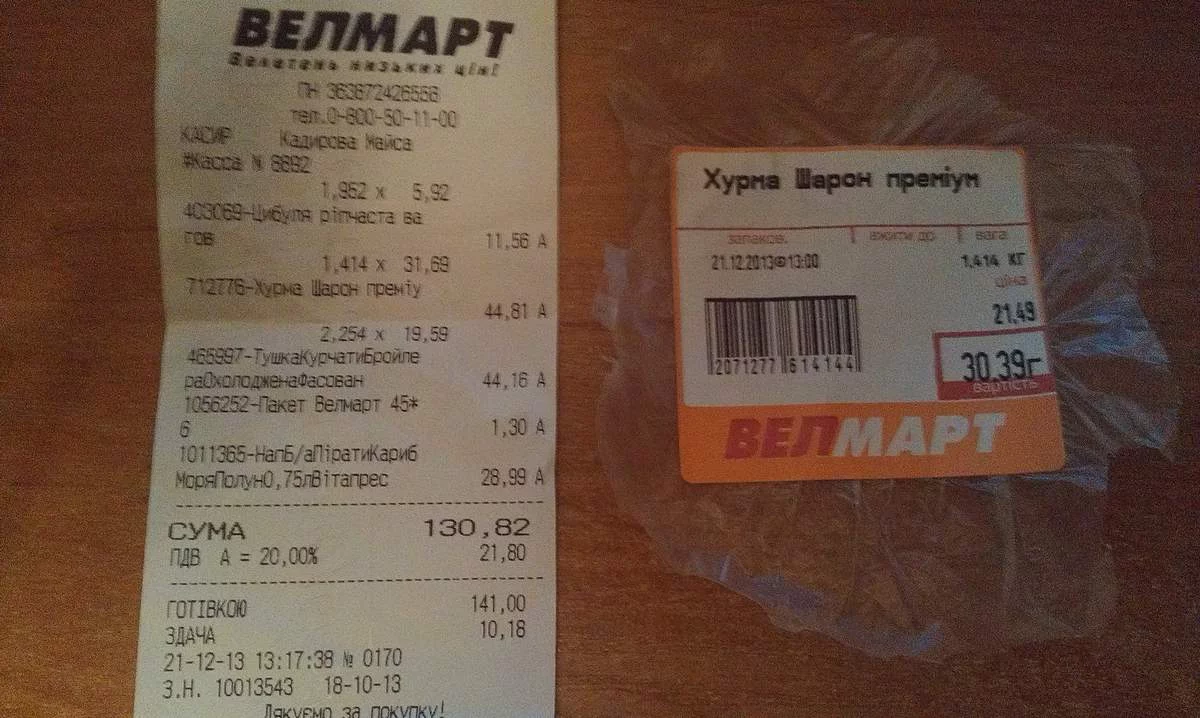 ВЕЛМАРТ
Велетень низьких цін!
ПН 363672426556
тел.0-800-50-11-00
КАСИР Кадирова Майса
#Касса N 8892
1,952 x 5,92
403069-Цибуля ріпчаста ва
гов 11,56 А
1,414 x 31,69
712776-Хурма Шарон преміу
44,81 А
2,254 x 19,59
465997-ТушкаКурчатиБройле
раОхолодженаФасован 44,16 А
1056252-Пакет Велмарт 45*
6 1,30 А
1011365-НапБ/аПіратиКариб
МоряПолун0,75лВітапрес 28,99 А
СУМА 130,82
ПДВ А = 20,00% 21,80
ГОТІВКОЮ 141,00
ЗДАЧА 10,18
21-12-13 13:17:38 № 0170
З.Н. 10013543 18-10-13
Дякуємо за покупку!
Хурма Шарон преміум
запаков. вжити до вага
21.12.2013@13:00 1,414 КГ
ціна
21,49
2071277 614144
30,39г
вартість
ВЕЛМАРТ